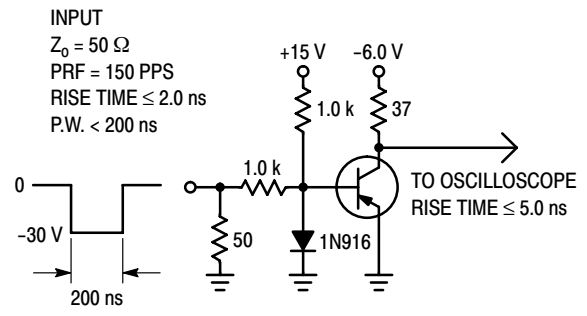 INPUT
Zo = 50 Ω
PRF = 150 PPS
RISE TIME ≤ 2.0 ns
P.W. < 200 ns
+15 V
−6.0 V
1.0 k
37
1.0 k
0
−30 V
50
1N916
200 ns
TO OSCILLOSCOPE
RISE TIME ≤ 5.0 ns